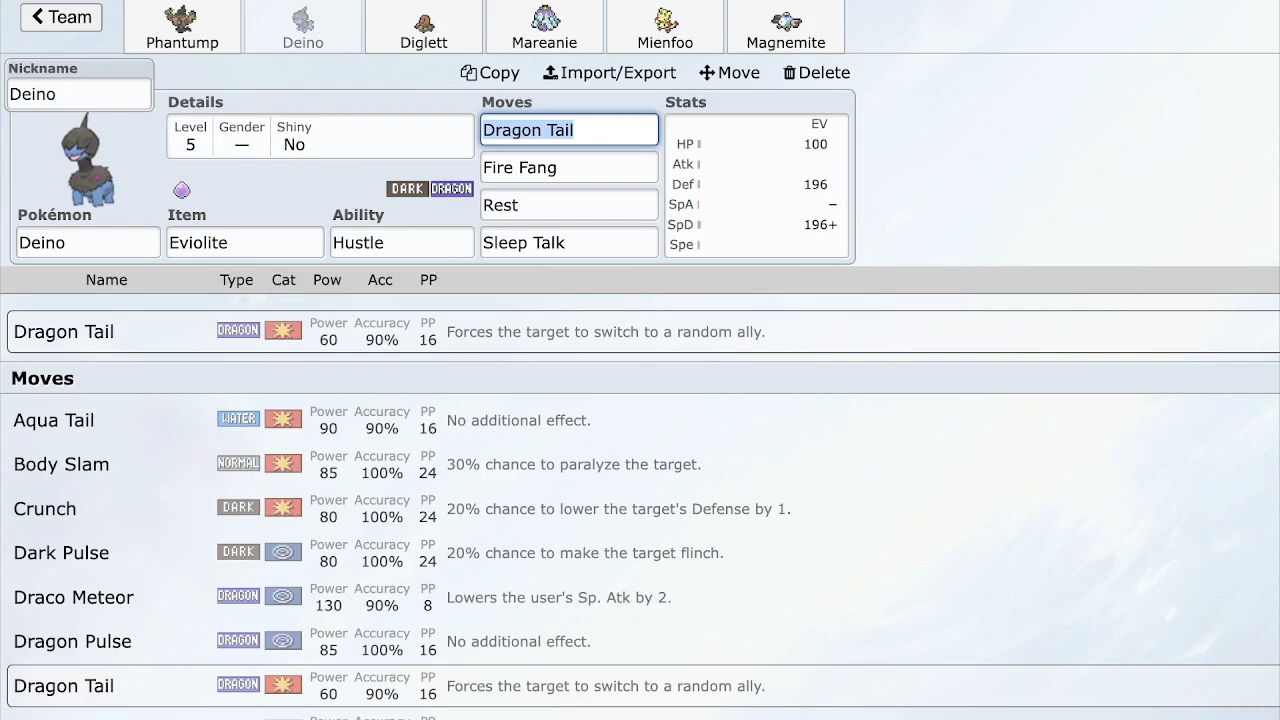 Team
Phantump
Deino
Diglett
Mareanie
Mienfoo
Magnemite
Nickname
Deino
Copy Import/Export Move Delete
Details
Level Gender Shiny
5 — No
DARK DRAGON
Pokémon Item Ability
Deino Eviolite Hustle
Moves
Dragon Tail
Fire Fang
Rest
Sleep Talk
Stats
EV
HP 100
Atk
Def 196
SpA –
SpD 196+
Spe
Name Type Cat Pow Acc PP
Dragon Tail DRAGON Power 60 Accuracy 90% PP 16 Forces the target to switch to a random ally.
Moves
Aqua Tail WATER Power 90 Accuracy 90% PP 16 No additional effect.
Body Slam NORMAL Power 85 Accuracy 100% PP 24 30% chance to paralyze the target.
Crunch DARK Power 80 Accuracy 100% PP 24 20% chance to lower the target's Defense by 1.
Dark Pulse DARK Power 80 Accuracy 100% PP 24 20% chance to make the target flinch.
Draco Meteor DRAGON Power 130 Accuracy 90% PP 8 Lowers the user's Sp. Atk by 2.
Dragon Pulse DRAGON Power 85 Accuracy 100% PP 16 No additional effect.
Dragon Tail DRAGON Power 60 Accuracy 90% PP 16 Forces the target to switch to a random ally.